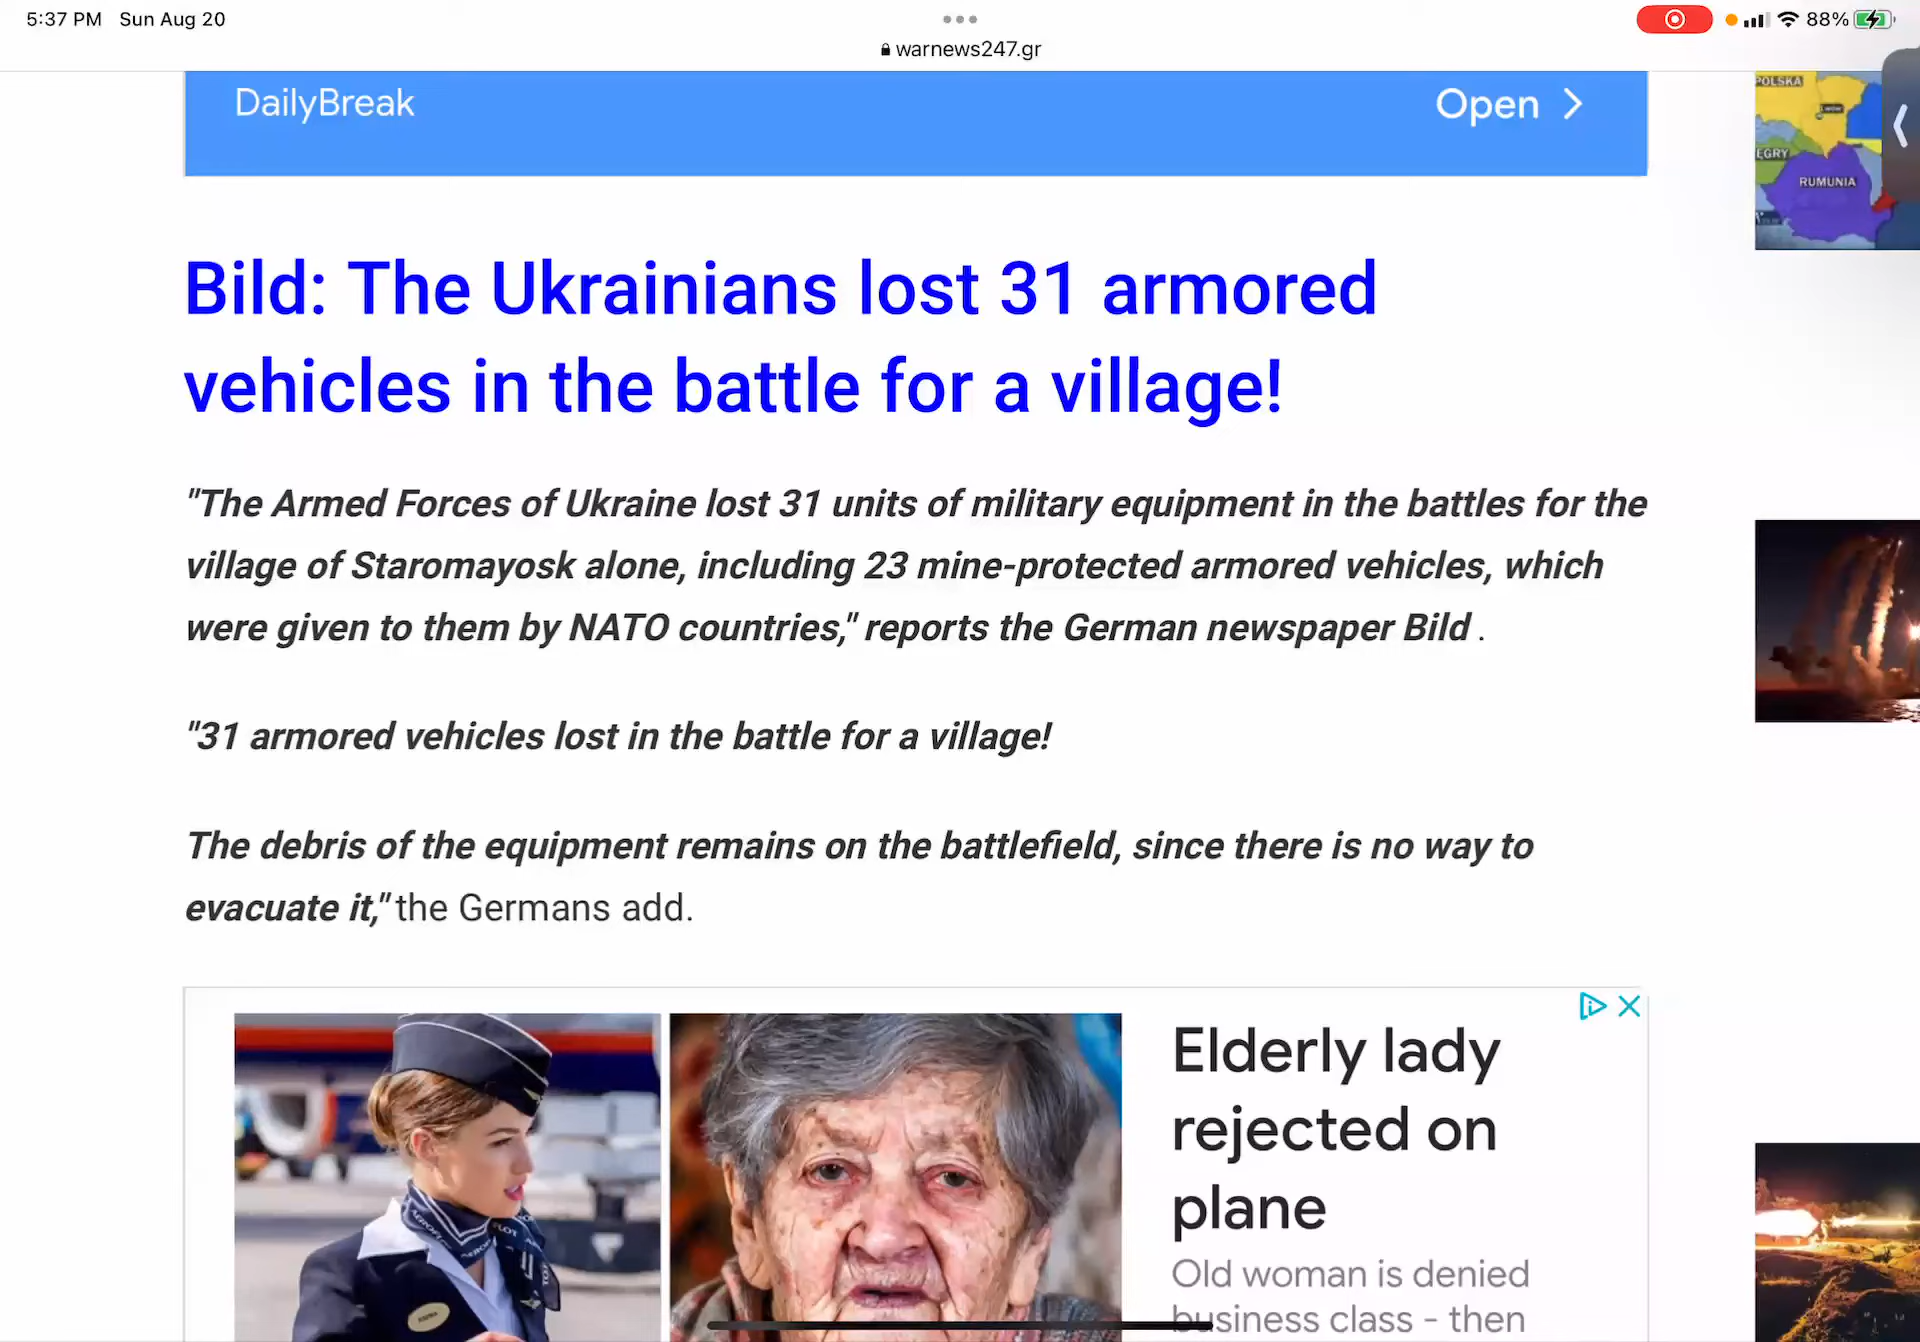 5:37 PM Sun Aug 20
88%
warnews247.gr
DailyBreak
Open
POLSKA
LWÓW
EGRY
RUMUNIA
Bild: The Ukrainians lost 31 armored
vehicles in the battle for a village!
"The Armed Forces of Ukraine lost 31 units of military equipment in the battles for the
village of Staromayosk alone, including 23 mine-protected armored vehicles, which
were given to them by NATO countries," reports the German newspaper Bild .
"31 armored vehicles lost in the battle for a village!
The debris of the equipment remains on the battlefield, since there is no way to
evacuate it," the Germans add.
Elderly lady
rejected on
plane
Old woman is denied
business class - then